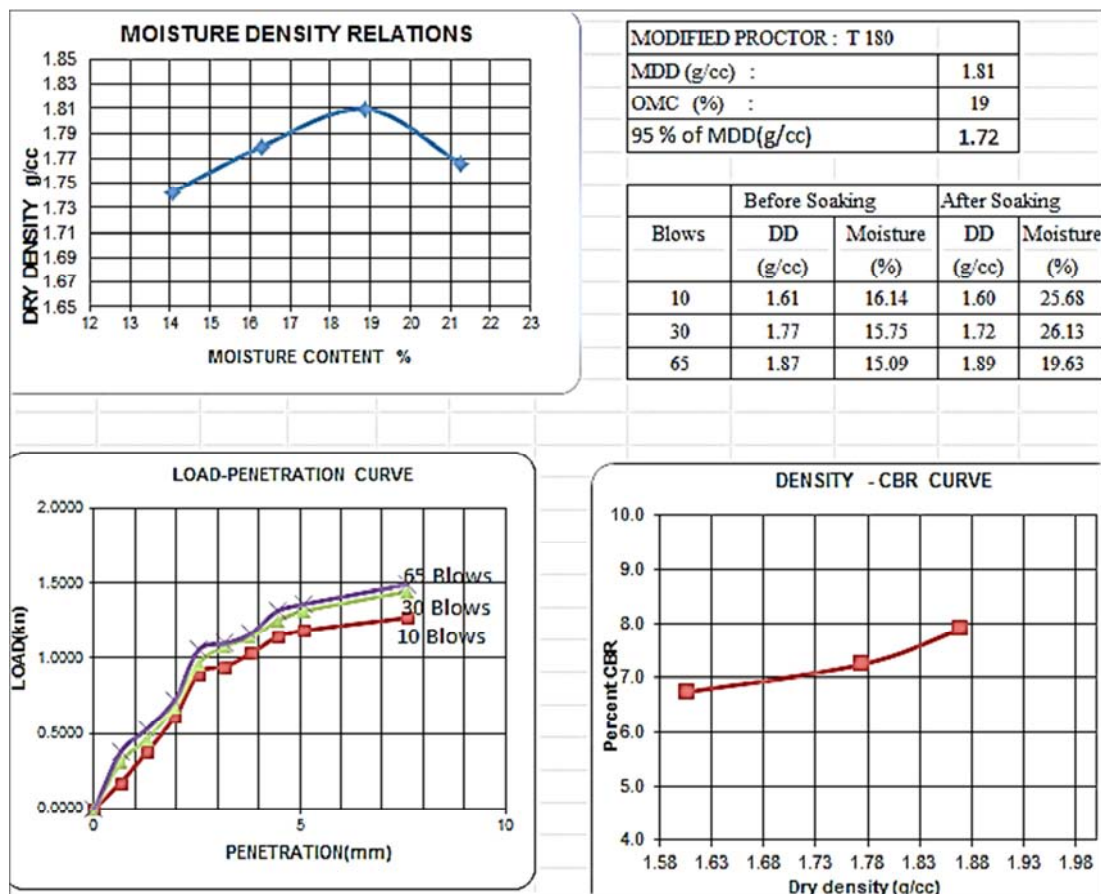 MOISTURE DENSITY RELATIONS
DRY DENSITY g/cc
1.85
1.83
1.81
1.79
1.77
1.75
1.73
1.71
1.69
1.67
1.65
12 13 14 15 16 17 18 19 20 21 22 23
MOISTURE CONTENT %
MODIFIED PROCTOR : T 180
MDD (g/cc) : 1.81
OMC (%) : 19
95 % of MDD(g/cc) 1.72
Before Soaking After Soaking
Blows DD Moisture DD Moisture
(g/cc) (%) (g/cc) (%)
10 1.61 16.14 1.60 25.68
30 1.77 15.75 1.72 26.13
65 1.87 15.09 1.89 19.63
LOAD-PENETRATION CURVE
LOAD(kn)
2.0000
1.5000
1.0000
0.5000
0.0000
65 Blows
30 Blows
10 Blows
0 5 10
PENETRATION(mm)
DENSITY - CBR CURVE
Percent CBR
10.0
9.0
8.0
7.0
6.0
5.0
4.0
1.58 1.63 1.68 1.73 1.78 1.83 1.88 1.93 1.98
Dry density (g/cc)